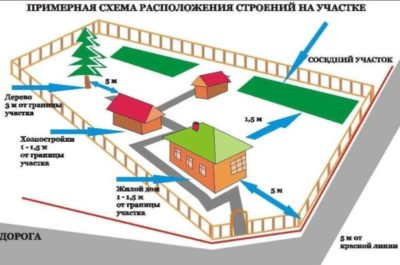 ПРИМЕРНАЯ СХЕМА РАСПОЛОЖЕНИЯ СТРОЕНИЙ НА УЧАСТКЕ
СОСЕДНИЙ УЧАСТОК
5 м
Дерево
3 м от границы
участка
1,5 м
Хозпостройки
1 - 1,5 м
от границы
участка
Жилой дом
1 - 1,5 м
от границы
участка
5 м
ДОРОГА
5 м от
красной линии